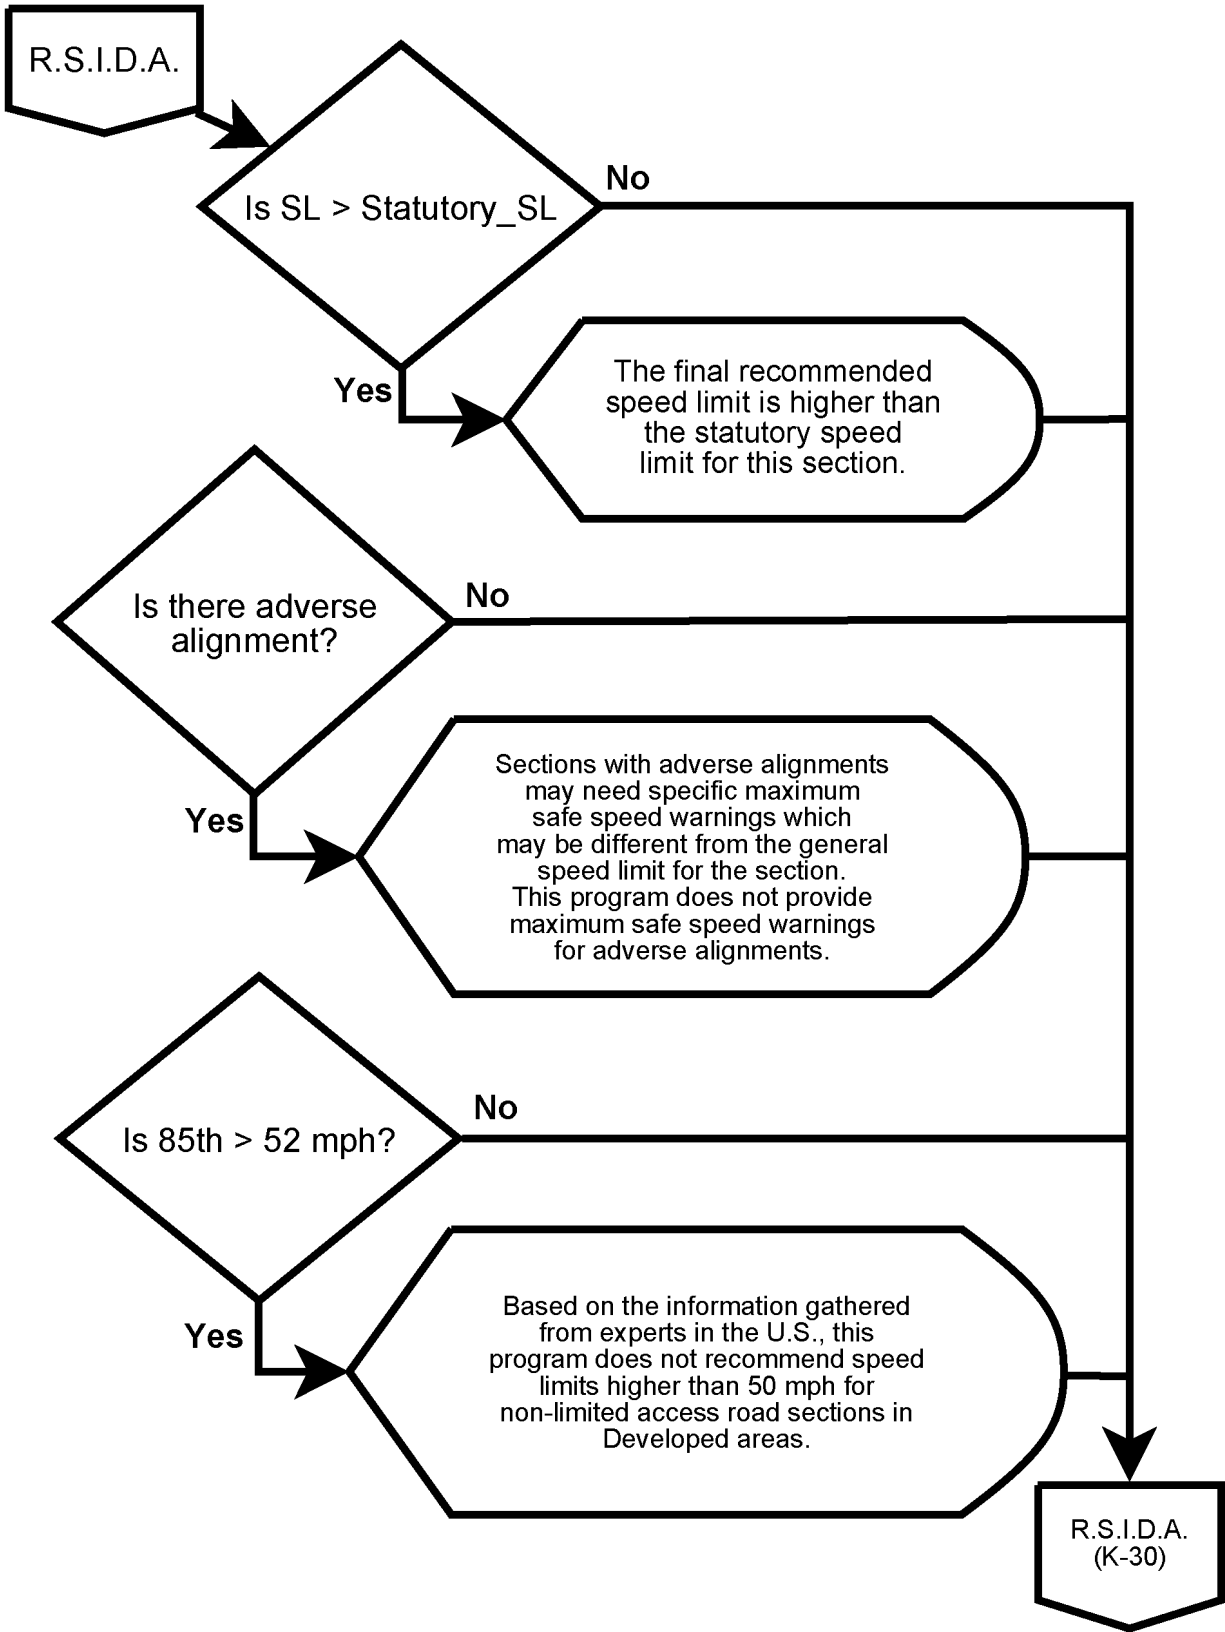 R.S.I.D.A.
Is SL > Statutory_SL
No
Yes
The final recommended
speed limit is higher than
the statutory speed
limit for this section.
Is there adverse
alignment?
No
Yes
Sections with adverse alignments
may need specific maximum
safe speed warnings which
may be different from the general
speed limit for the section.
This program does not provide
maximum safe speed warnings
for adverse alignments.
Is 85th > 52 mph?
No
Yes
Based on the information gathered
from experts in the U.S., this
program does not recommend speed
limits higher than 50 mph for
non-limited access road sections in
Developed areas.
R.S.I.D.A.
(K-30)